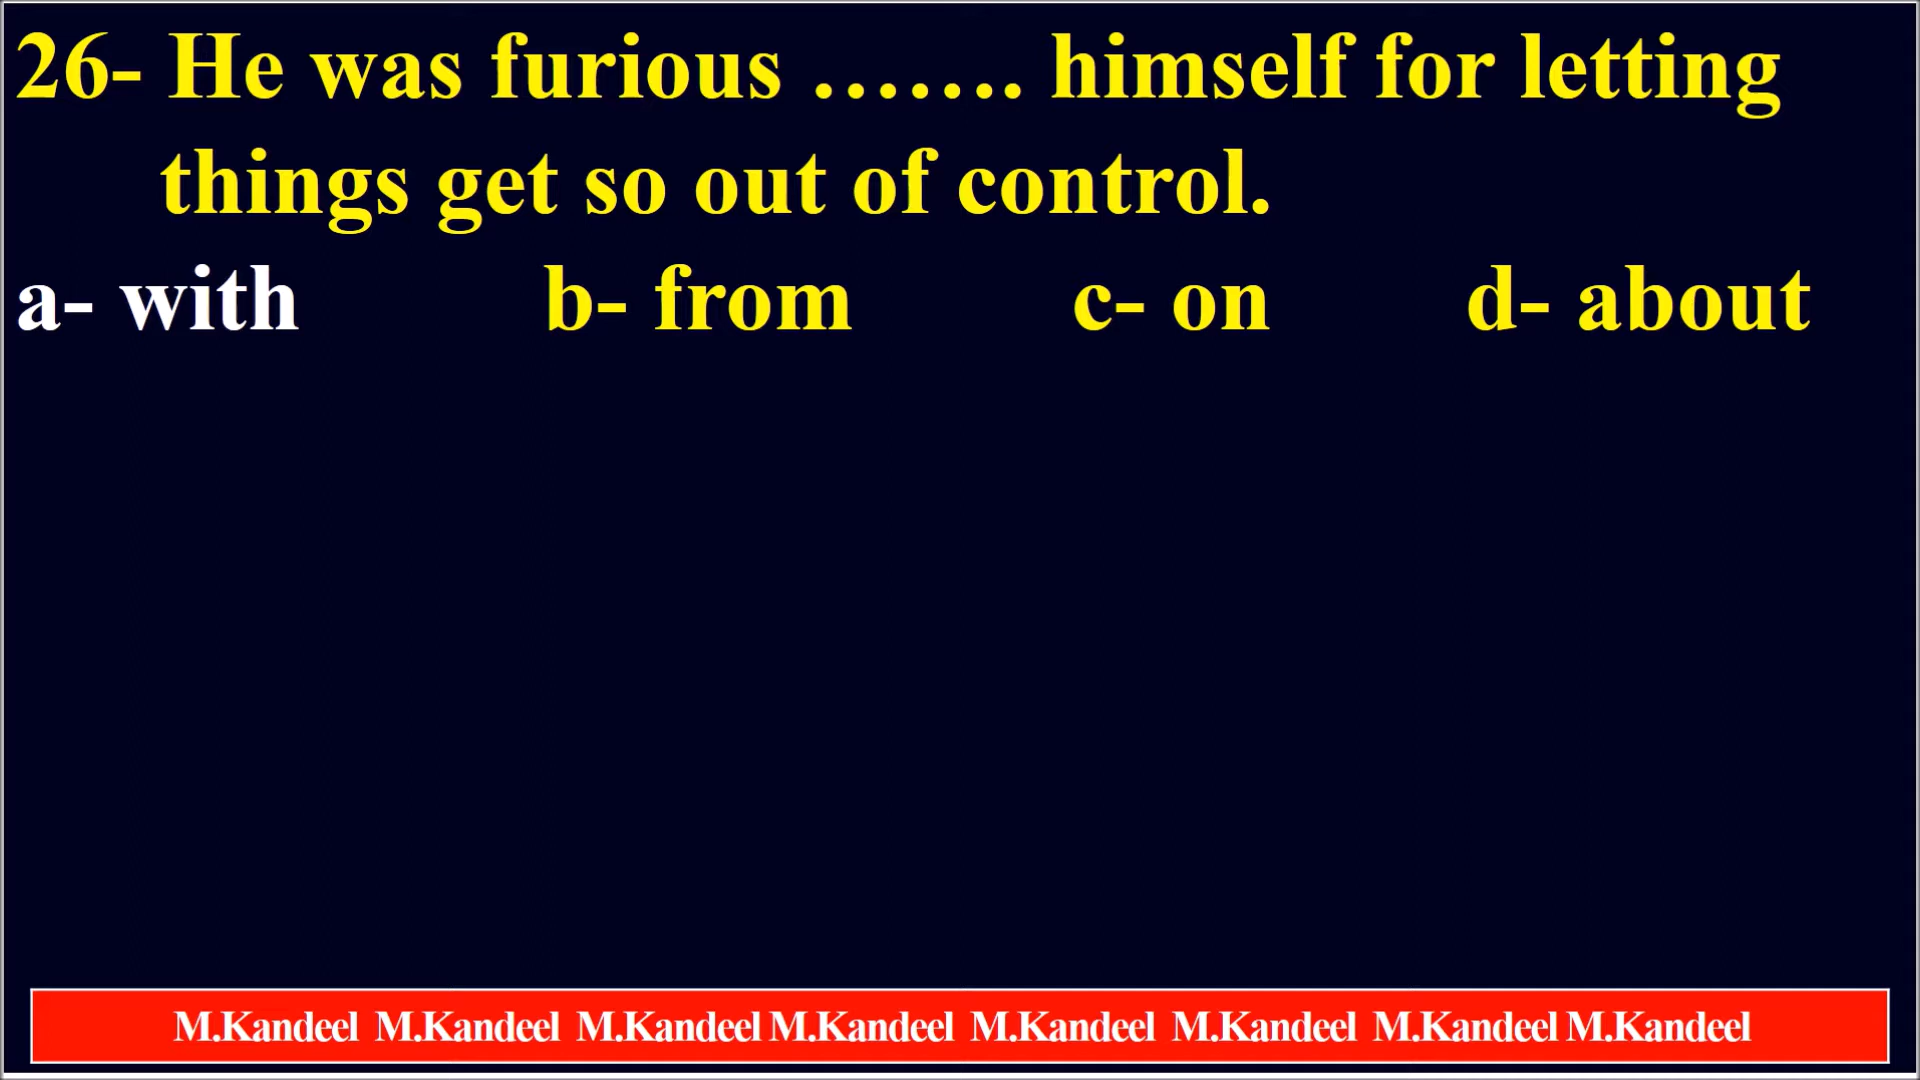 26- He was furious ……. himself for letting
things get so out of control.
a- with b- from c- on d- about
M.Kandeel M.Kandeel M.Kandeel M.Kandeel M.Kandeel M.Kandeel M.Kandeel M.Kandeel